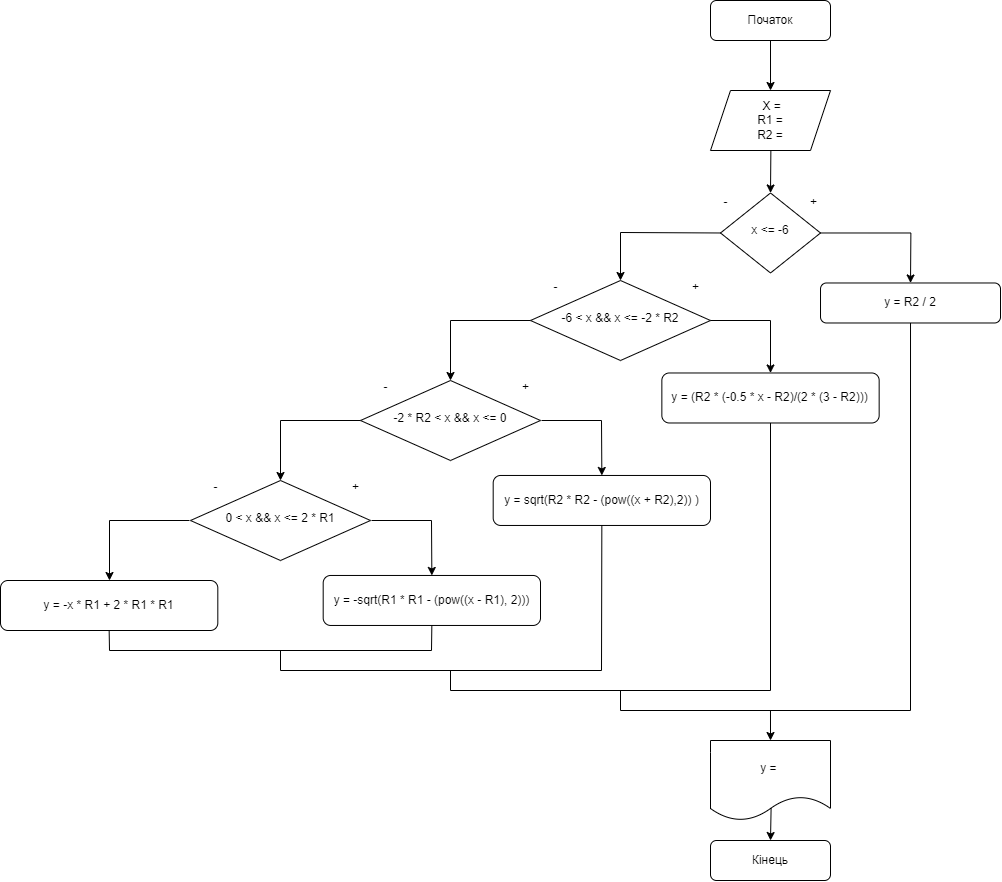 Початок
X =
R1 =
R2 =
- +
x <= -6
- +
y = R2 / 2
-6 < x && x <= -2 * R2
- +
y = (R2 * (-0.5 * x - R2)/(2 * (3 - R2)))
-2 * R2 < x && x <= 0
- +
y = sqrt(R2 * R2 - (pow((x + R2),2)) )
0 < x && x <= 2 * R1
y = -x * R1 + 2 * R1 * R1
y = -sqrt(R1 * R1 - (pow((x - R1), 2)))
y =
Кінець